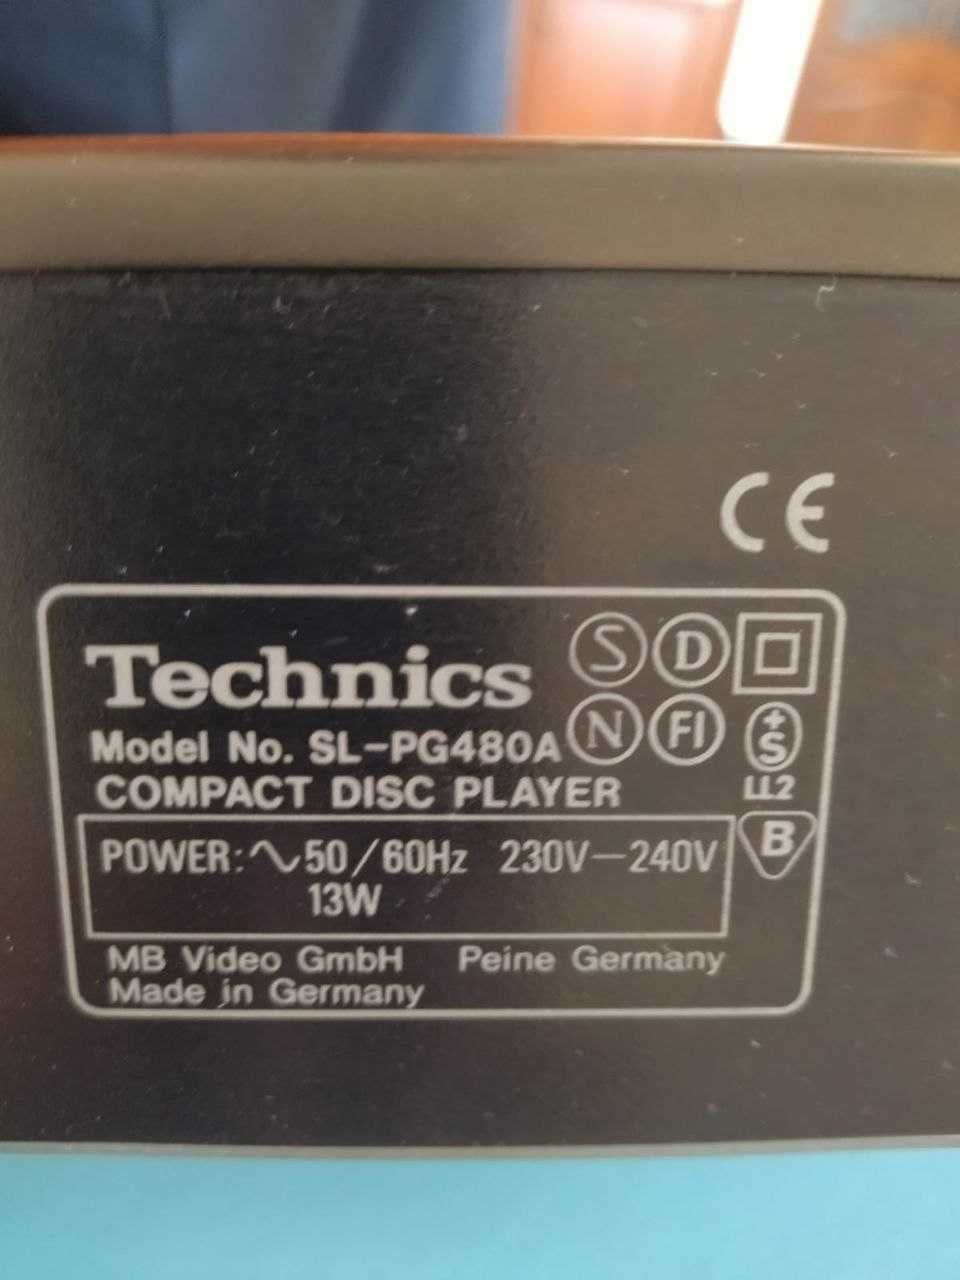 CE
Technics
S D
Model No. SL-PG480A
N FI
+S
COMPACT DISC PLAYER
LL2
B
POWER: ∿50/60Hz 230V—240V
13W
MB Video GmbH Peine Germany
Made in Germany